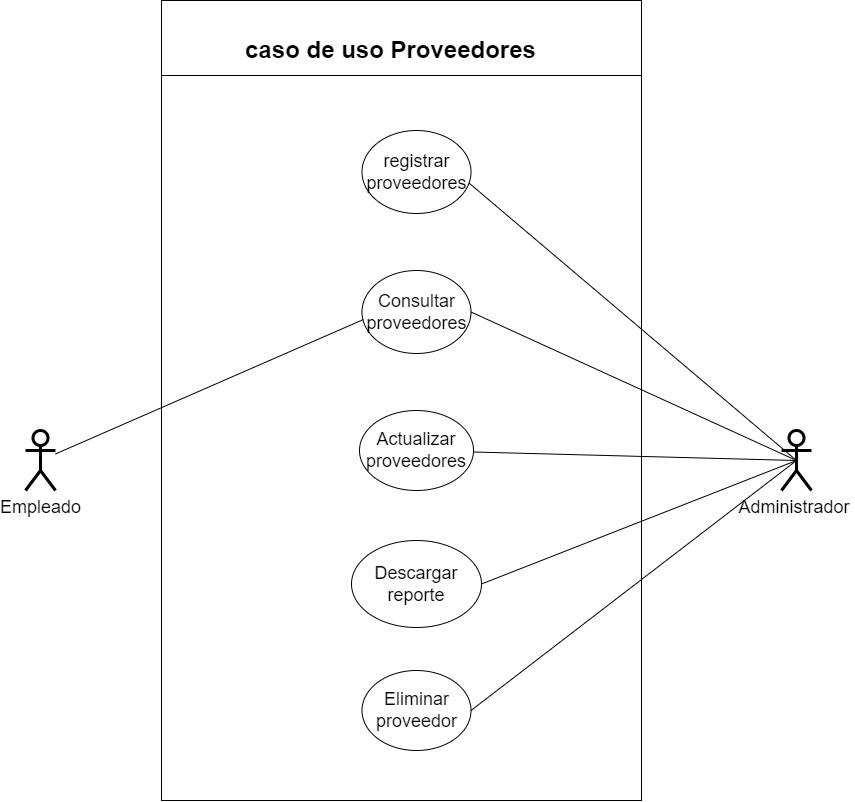 caso de uso Proveedores
registrar
proveedores
Consultar
proveedores
Actualizar
proveedores
Empleado
Administrador
Descargar
reporte
Eliminar
proveedor